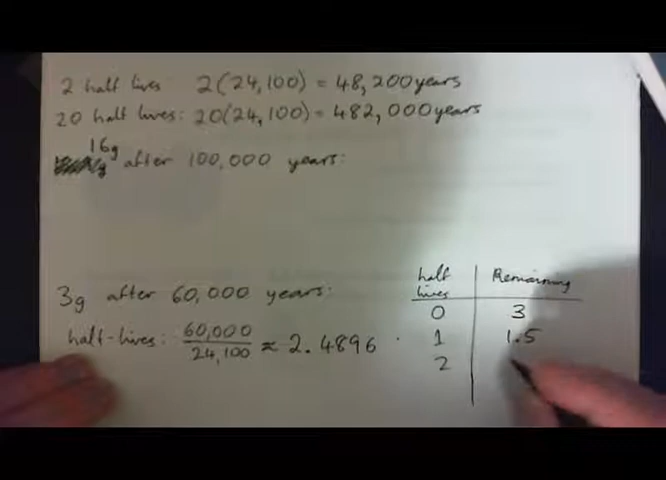 2 half lives 2(24,100) = 48,200 years
20 half lives: 20(24,100) = 482,000 years
16g
g after 100,000 years:
3g after 60,000 years:
half-lives: 60,000/24,100 ≈ 2.4896
half lives | Remaining
0 | 3
1 | 1.5
2